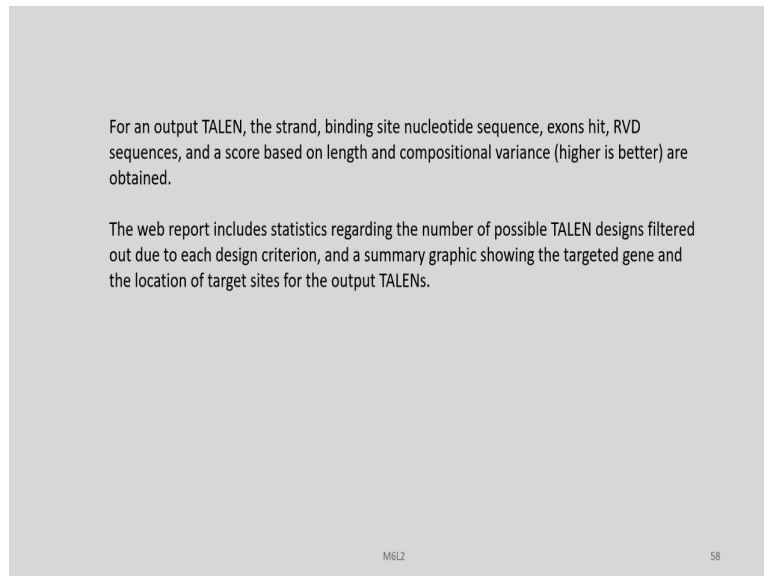 For an output TALEN, the strand, binding site nucleotide sequence, exons hit, RVD
sequences, and a score based on length and compositional variance (higher is better) are
obtained.
The web report includes statistics regarding the number of possible TALEN designs filtered
out due to each design criterion, and a summary graphic showing the targeted gene and
the location of target sites for the output TALENs.
M6L2
58